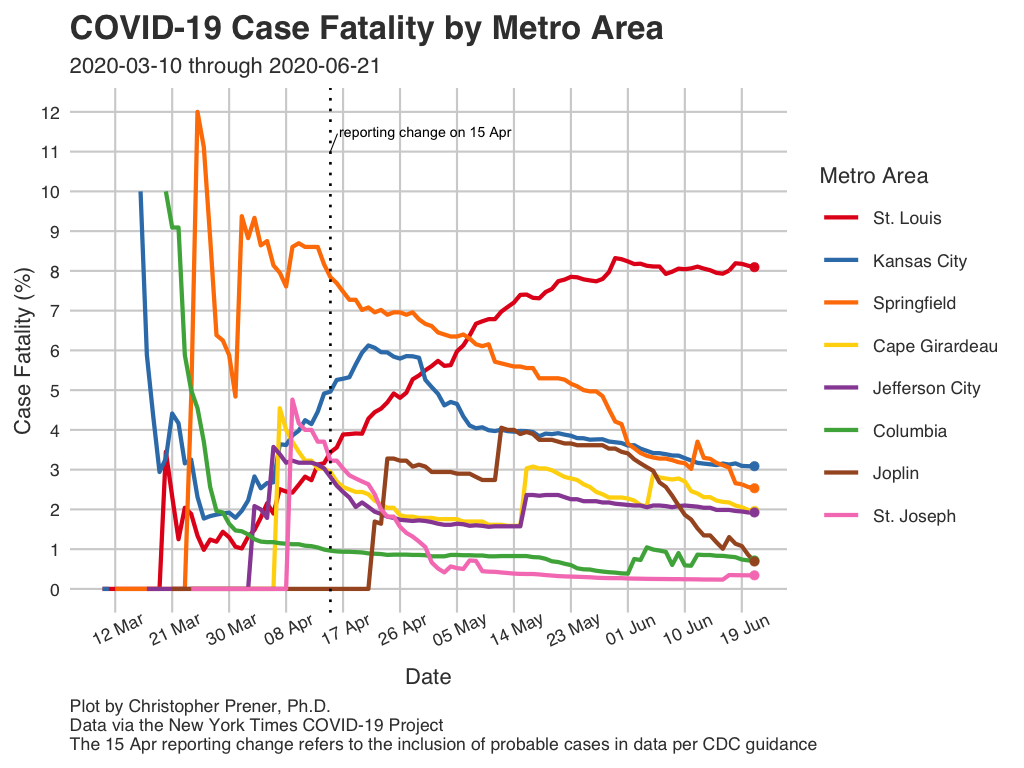 COVID-19 Case Fatality by Metro Area
2020-03-10 through 2020-06-21
Case Fatality (%)
12
11
10
9
8
7
6
5
4
3
2
1
0
reporting change on 15 Apr
12 Mar
21 Mar
30 Mar
08 Apr
17 Apr
26 Apr
05 May
14 May
23 May
01 Jun
10 Jun
19 Jun
Date
Metro Area
St. Louis
Kansas City
Springfield
Cape Girardeau
Jefferson City
Columbia
Joplin
St. Joseph
Plot by Christopher Prener, Ph.D.
Data via the New York Times COVID-19 Project
The 15 Apr reporting change refers to the inclusion of probable cases in data per CDC guidance